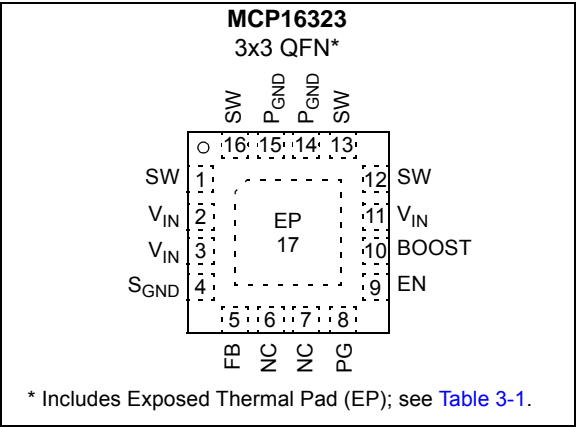 MCP16323
3x3 QFN*
SW
PGND
PGND
SW
16 15 14 13
SW 1
12 SW
VIN 2
EP
11 VIN
17
VIN 3
10 BOOST
SGND 4
9 EN
5 6 7 8
FB
NC
NC
PG
* Includes Exposed Thermal Pad (EP); see Table 3-1.